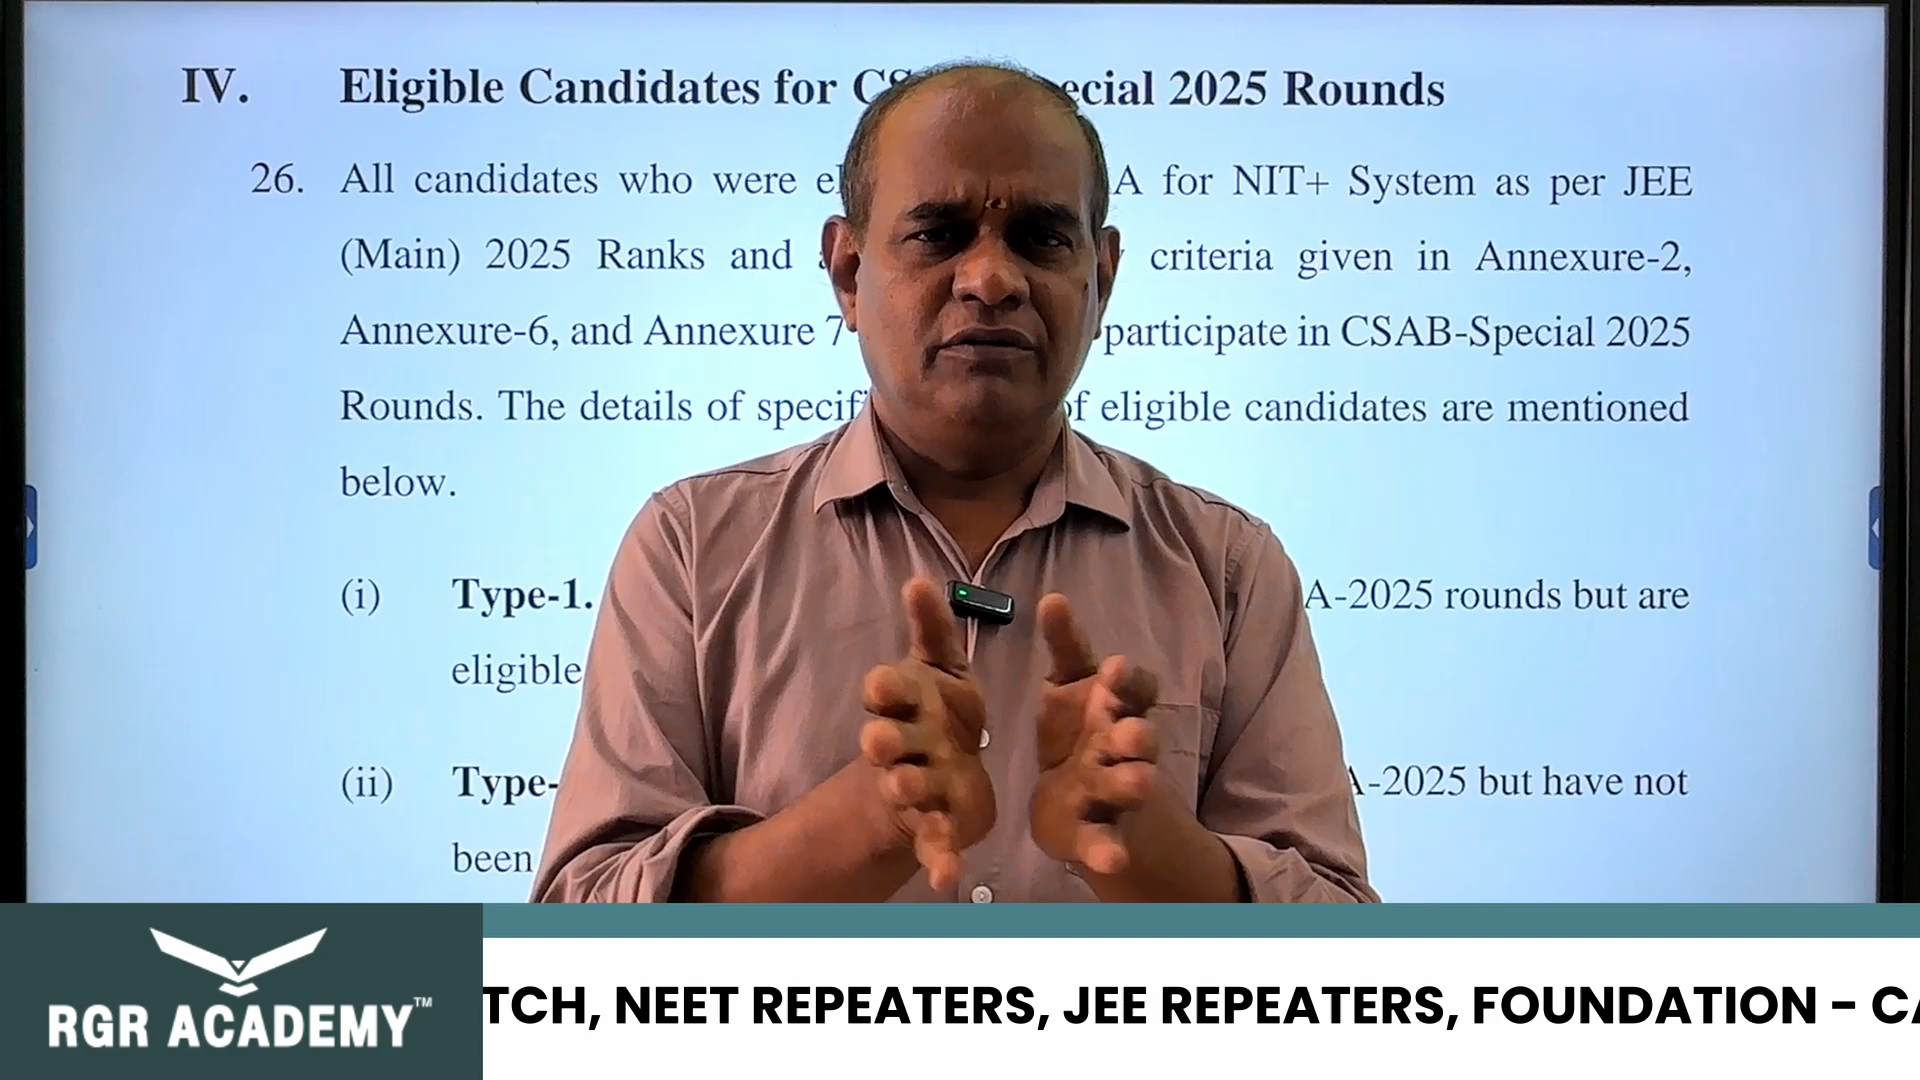 IV. Eligible Candidates for 2025 Rounds
26. All candidates who were for NIT+ System as per JEE
(Main) 2025 Ranks and criteria given in Annexure-2,
Annexure-6, and Annexure 7 participate in CSAB-Special 2025
Rounds. The details of eligible candidates are mentioned
below.
(i) Type-1. A-2025 rounds but are
eligible
(ii) Type- -2025 but have not
been
RGR ACADEMY™
TCH, NEET REPEATERS, JEE REPEATERS, FOUNDATION -